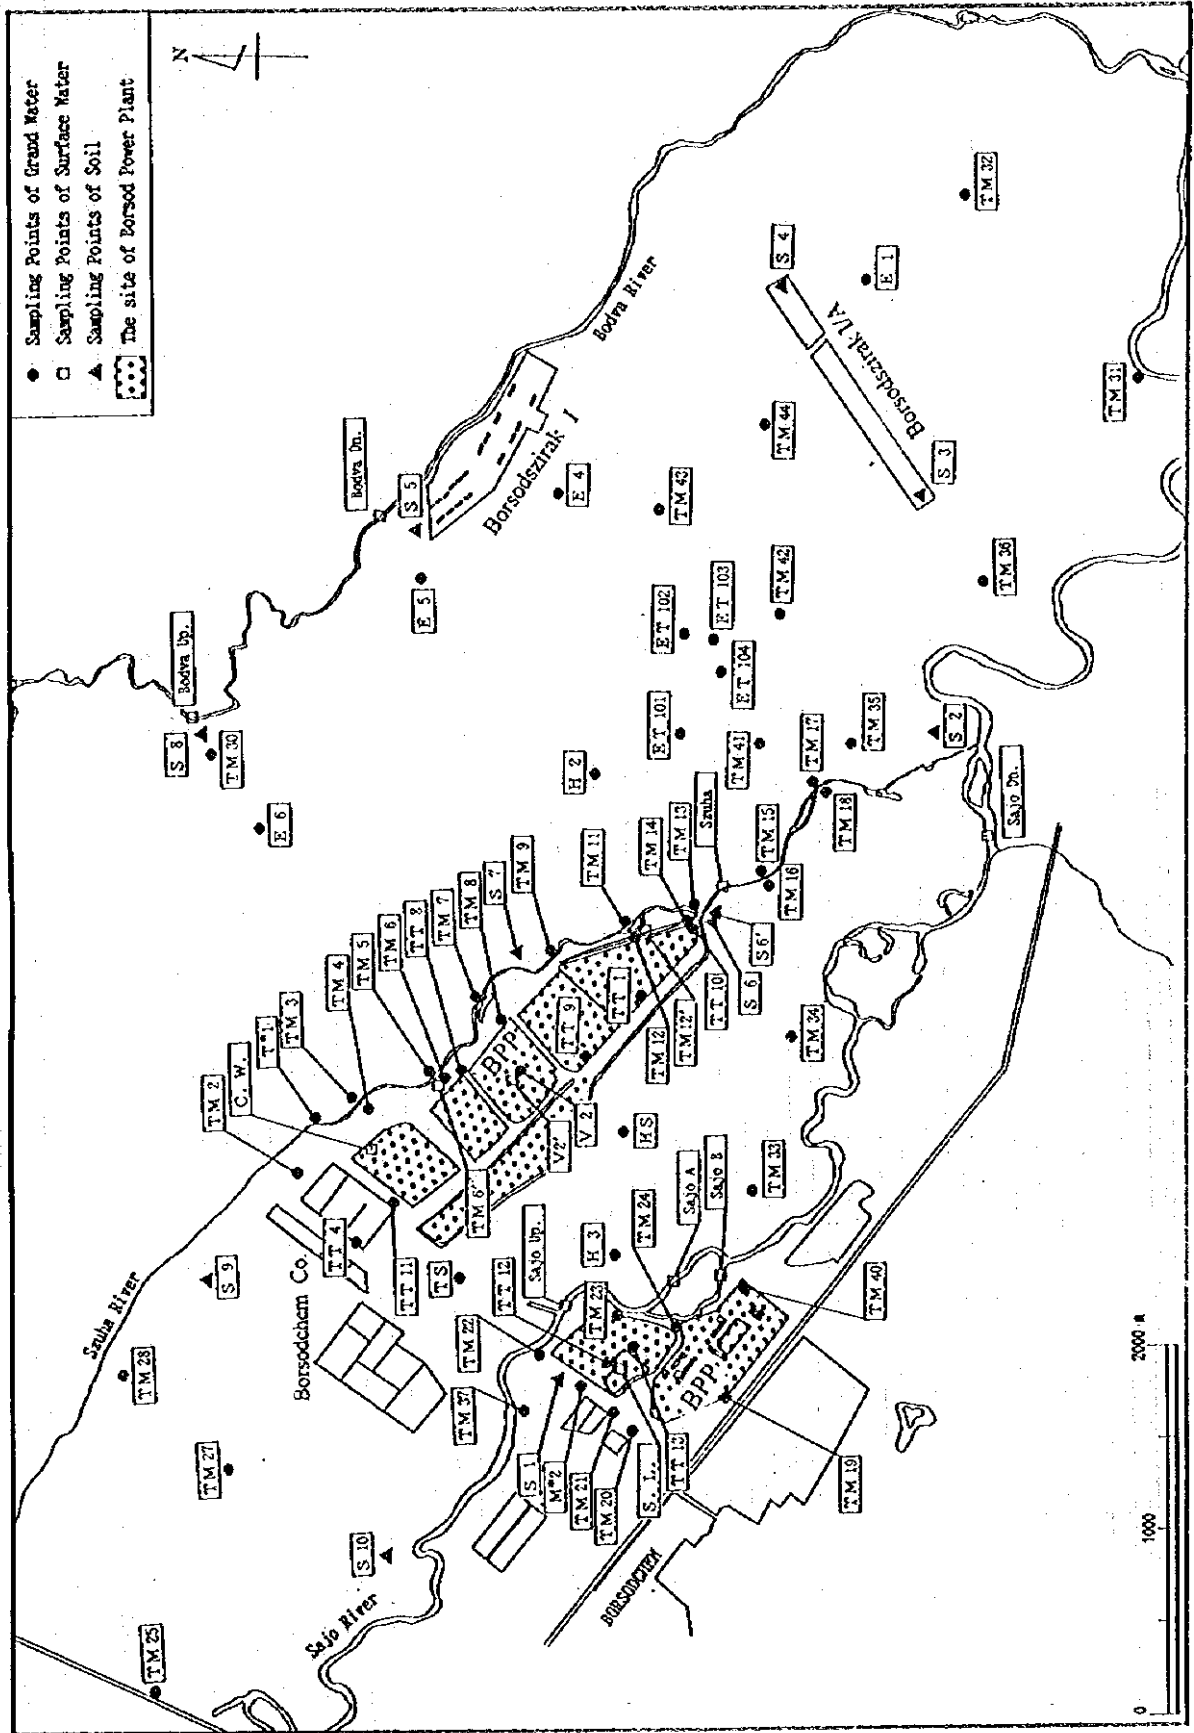 Sampling Points of Grand Water
Sampling Points of Surface Water
Sampling Points of Soil
The site of Borsod Power Plant
N
TM 25
S 10
Sajo River
TM 27
TM 28
Szuha River
S 9
Borsodchem Co.
TT 4
TT 11
TS
TM 2
C. W.
T*1
TM 3
TM 4
TM 5
TM 6
TT 8
TM 7
TM 8
S 7
TM 9
TM 11
TM 14
TM 13
Szuha
TM 15
TM 16
TM 17
TM 18
TM 35
S 2
Sajo Dn.
BPP
TT 9
TT 1
TM 12
TM 12'
TT 10
S 6
S 6'
TM 6'
V2'
V 2
HS
TM 34
TM 33
Sajo Up.
H 3
TM 24
Sajo A
Sajo B
TM 40
TT 12
TM 23
TM 22
TM 37
S 1
M*2
TM 21
TM 20
S. L.
TT 13
BPP
TM 19
BORSODCHEM
S 8
TM 30
E 6
Bodva Up.
Bodva Dn.
S 5
E 5
Borsodszirak I
E 4
Bodva River
H 2
ET 101
ET 102
ET 103
ET 104
TM 41
TM 42
TM 43
TM 44
Borsodszirak I/A
S 4
S 3
E 1
TM 32
TM 31
TM 36
0
1000
2000 m